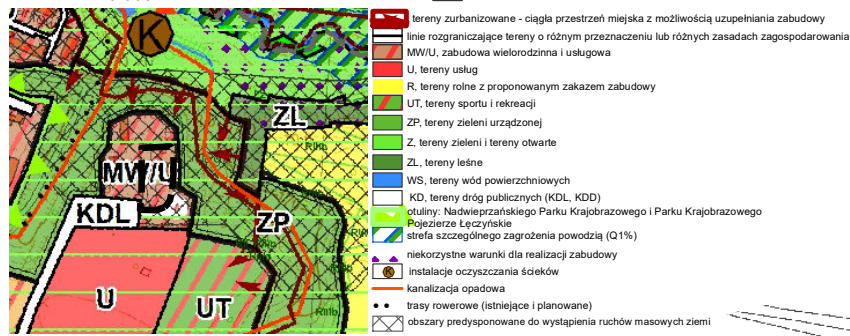 K
ZL
MW/U
KDL
ZP
U
UT
tereny zurbanizowane - ciągła przestrzeń miejska z możliwością uzupełniania zabudowy
linie rozgraniczające tereny o różnym przeznaczeniu lub różnych zasadach zagospodarowania
MW/U, zabudowa wielorodzinna i usługowa
U, tereny usług
R, tereny rolne z proponowanym zakazem zabudowy
UT, tereny sportu i rekreacji
ZP, tereny zieleni urządzonej
Z, tereny zieleni i tereny otwarte
ZL, tereny leśne
WS, tereny wód powierzchniowych
KD, tereny dróg publicznych (KDL, KDD)
otuliny: Nadwieprzańskiego Parku Krajobrazowego i Parku Krajobrazowego
Pojezierze Łęczyńskie
strefa szczególnego zagrożenia powodzią (Q1%)
niekorzystne warunki dla realizacji zabudowy
K instalacje oczyszczania ścieków
kanalizacja opadowa
trasy rowerowe (istniejące i planowane)
obszary predysponowane do wystąpienia ruchów masowych ziemi